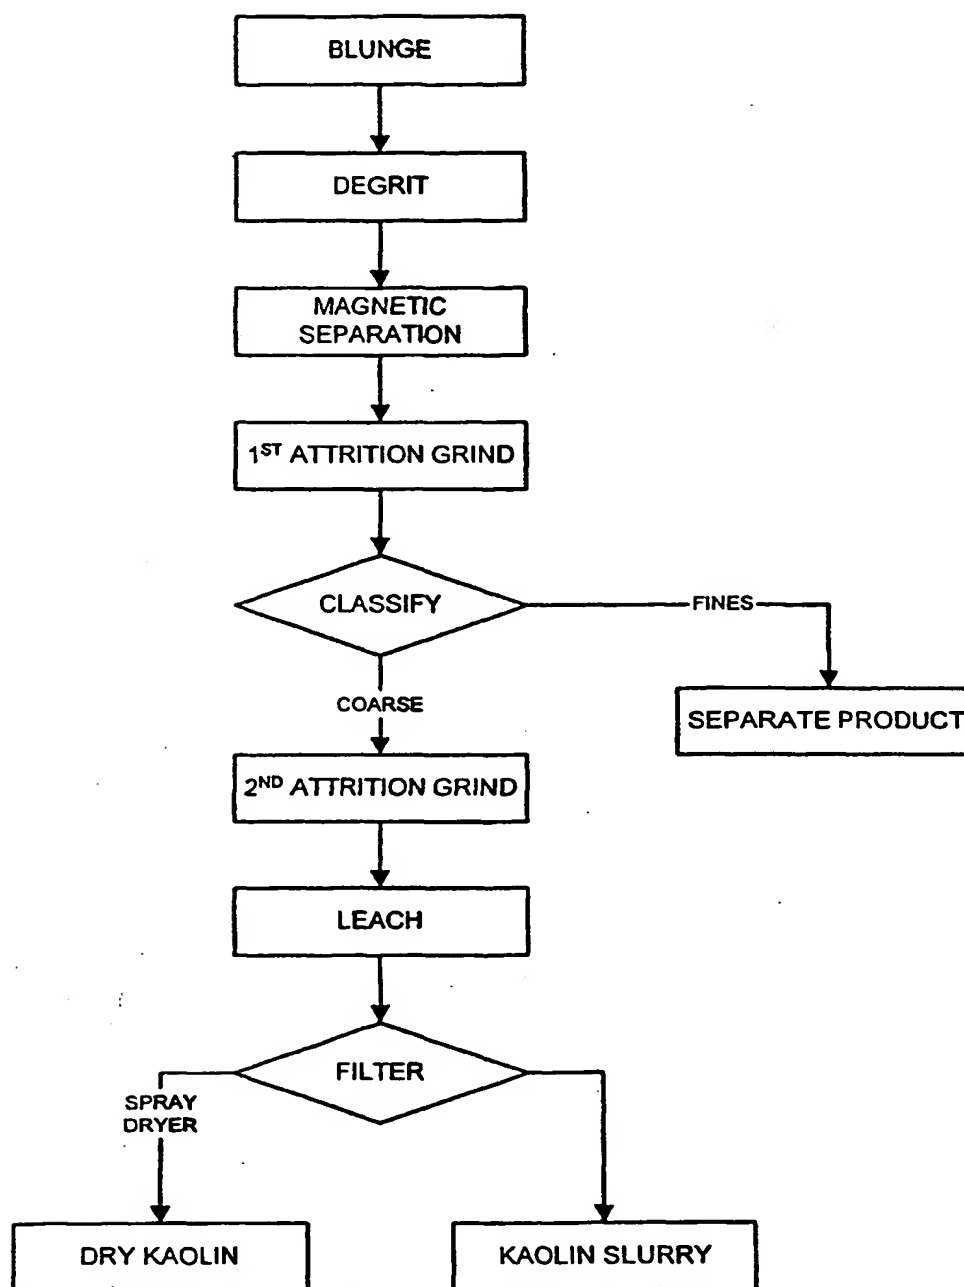 BLUNGE
DEGRIT
MAGNETIC
SEPARATION
1ST ATTRITION GRIND
CLASSIFY
FINES
COARSE
SEPARATE PRODUCT
2ND ATTRITION GRIND
LEACH
FILTER
SPRAY
DRYER
DRY KAOLIN
KAOLIN SLURRY